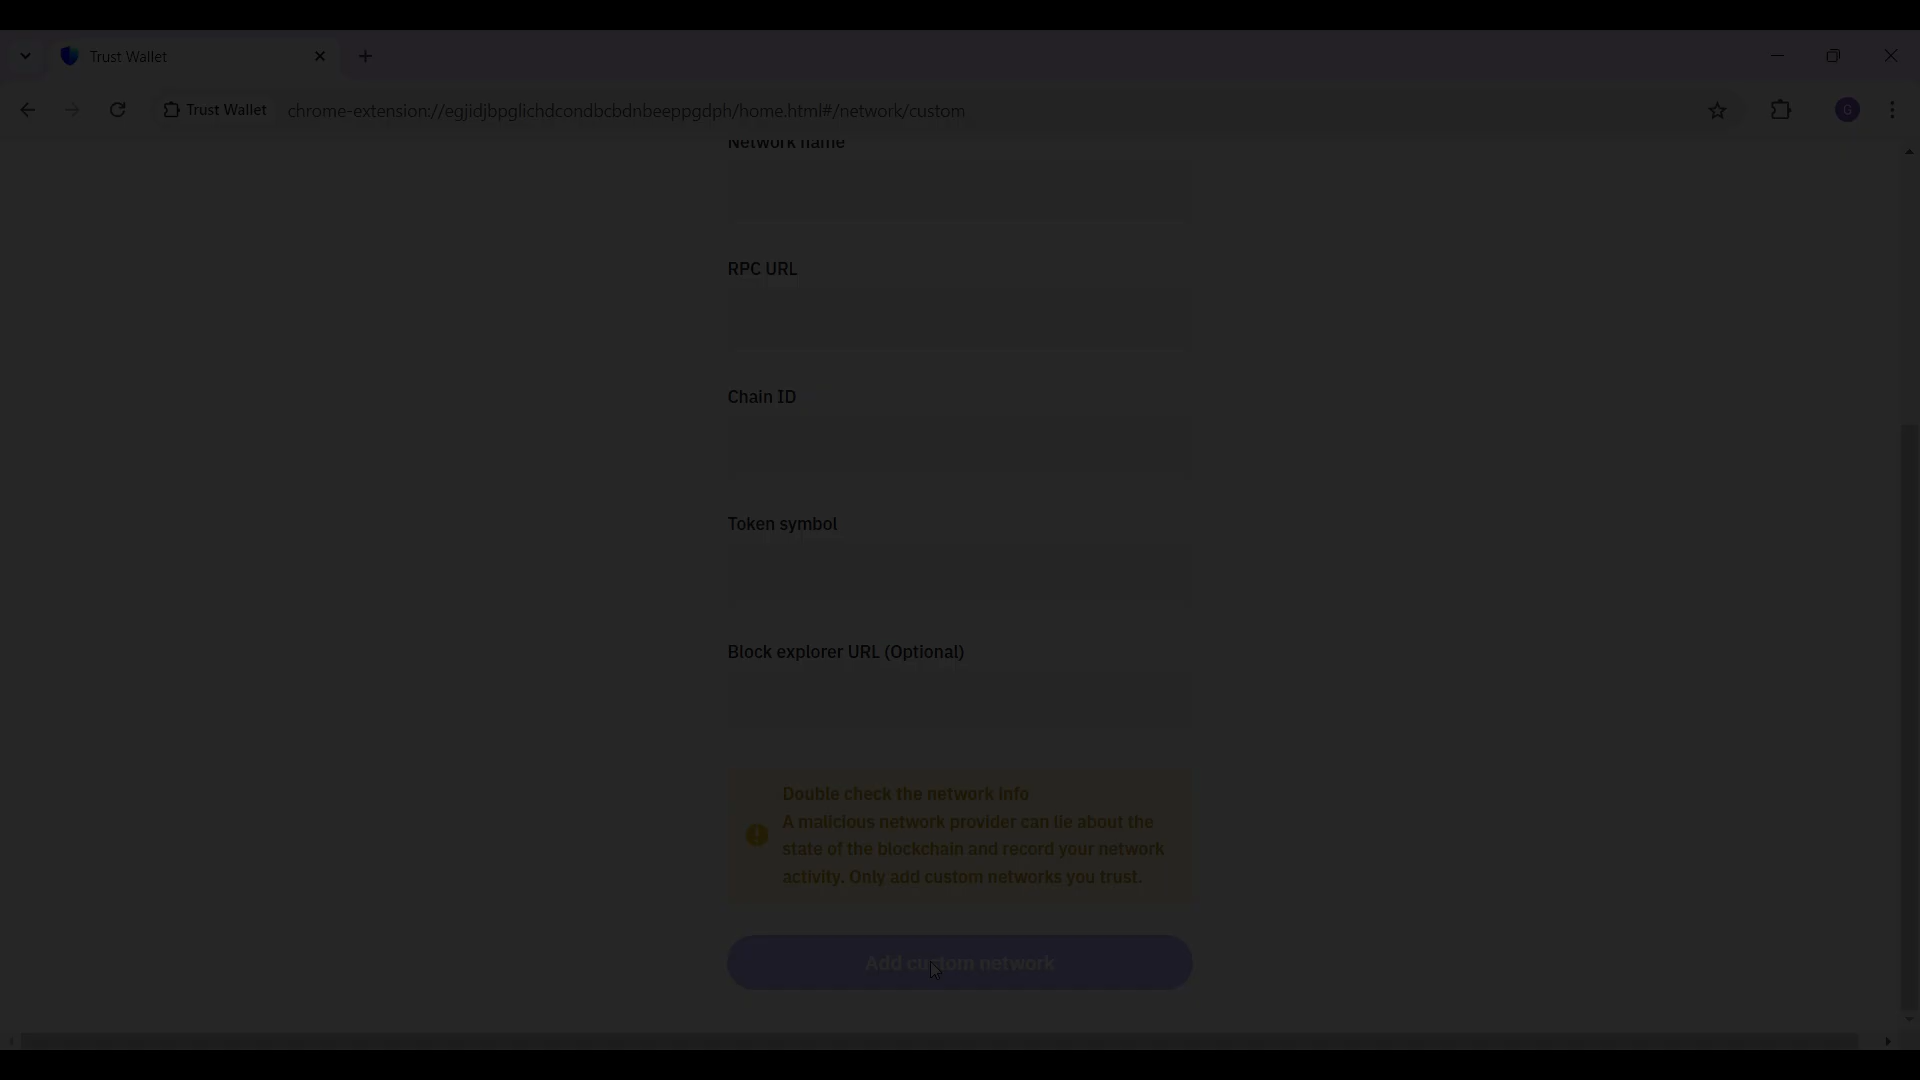 Trust Wallet
Trust Wallet
chrome-extension://egjidjbpglichdcondbcbdnbeeppgdph/home.html#/network/custom
G
Network name
RPC URL
Chain ID
Token symbol
Block explorer URL (Optional)
Double check the network info
A malicious network provider can lie about the
state of the blockchain and record your network
activity. Only add custom networks you trust.
Add custom network